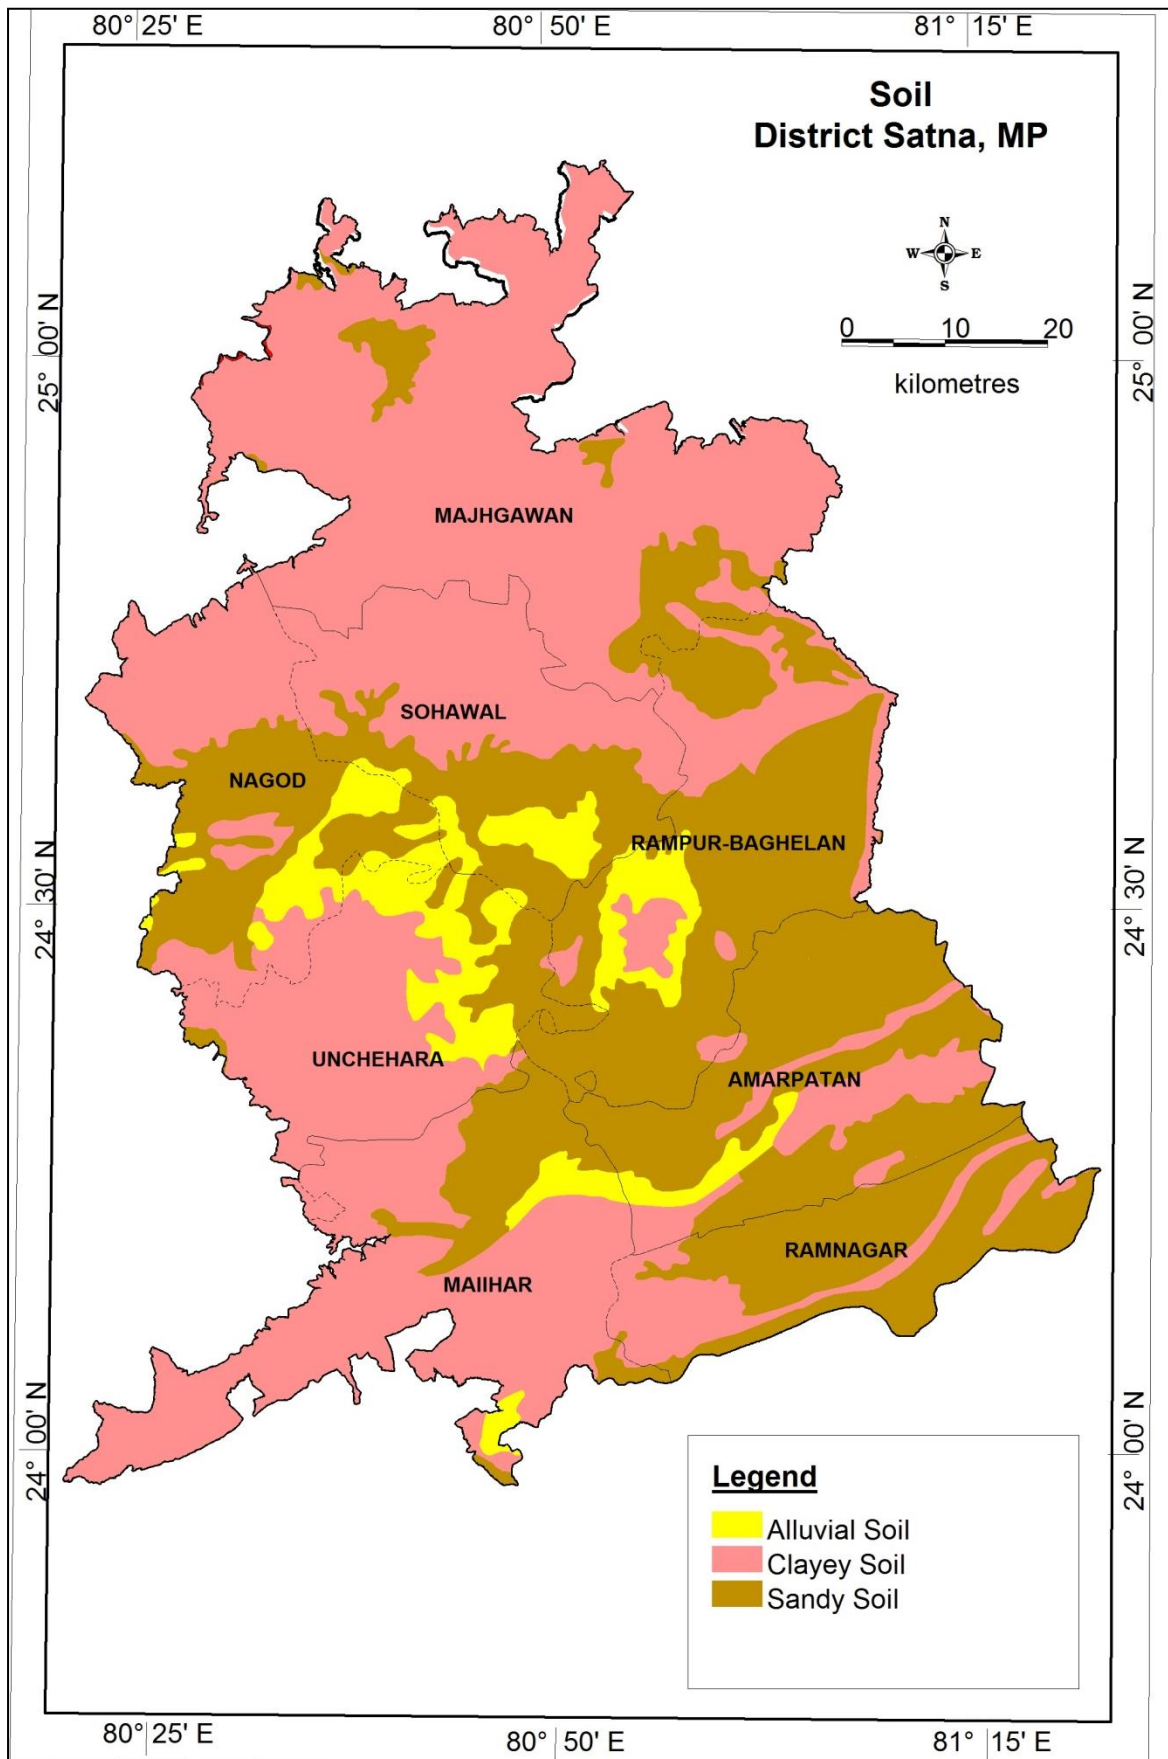 80° 25' E
80° 50' E
81° 15' E
Soil
District Satna, MP
N
W E
S
0 10 20
kilometres
25° 00' N
25° 00' N
MAJHGAWAN
SOHAWAL
NAGOD
RAMPUR-BAGHELAN
24° 30' N
24° 30' N
UNCHEHARA
AMARPATAN
RAMNAGAR
MAIIHAR
24° 00' N
24° 00' N
Legend
Alluvial Soil
Clayey Soil
Sandy Soil
80° 25' E
80° 50' E
81° 15' E